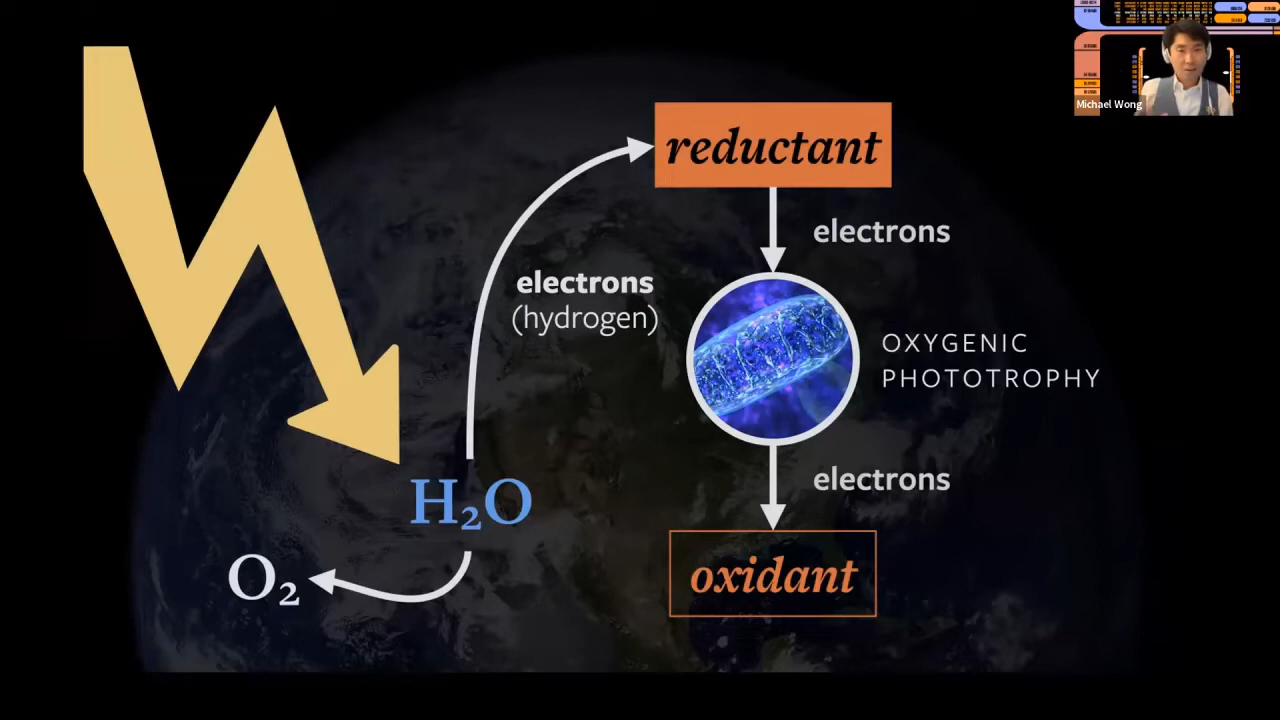 Michael Wong
reductant
electrons
electrons
(hydrogen)
OXYGENIC
PHOTOTROPHY
electrons
H₂O
O₂
oxidant